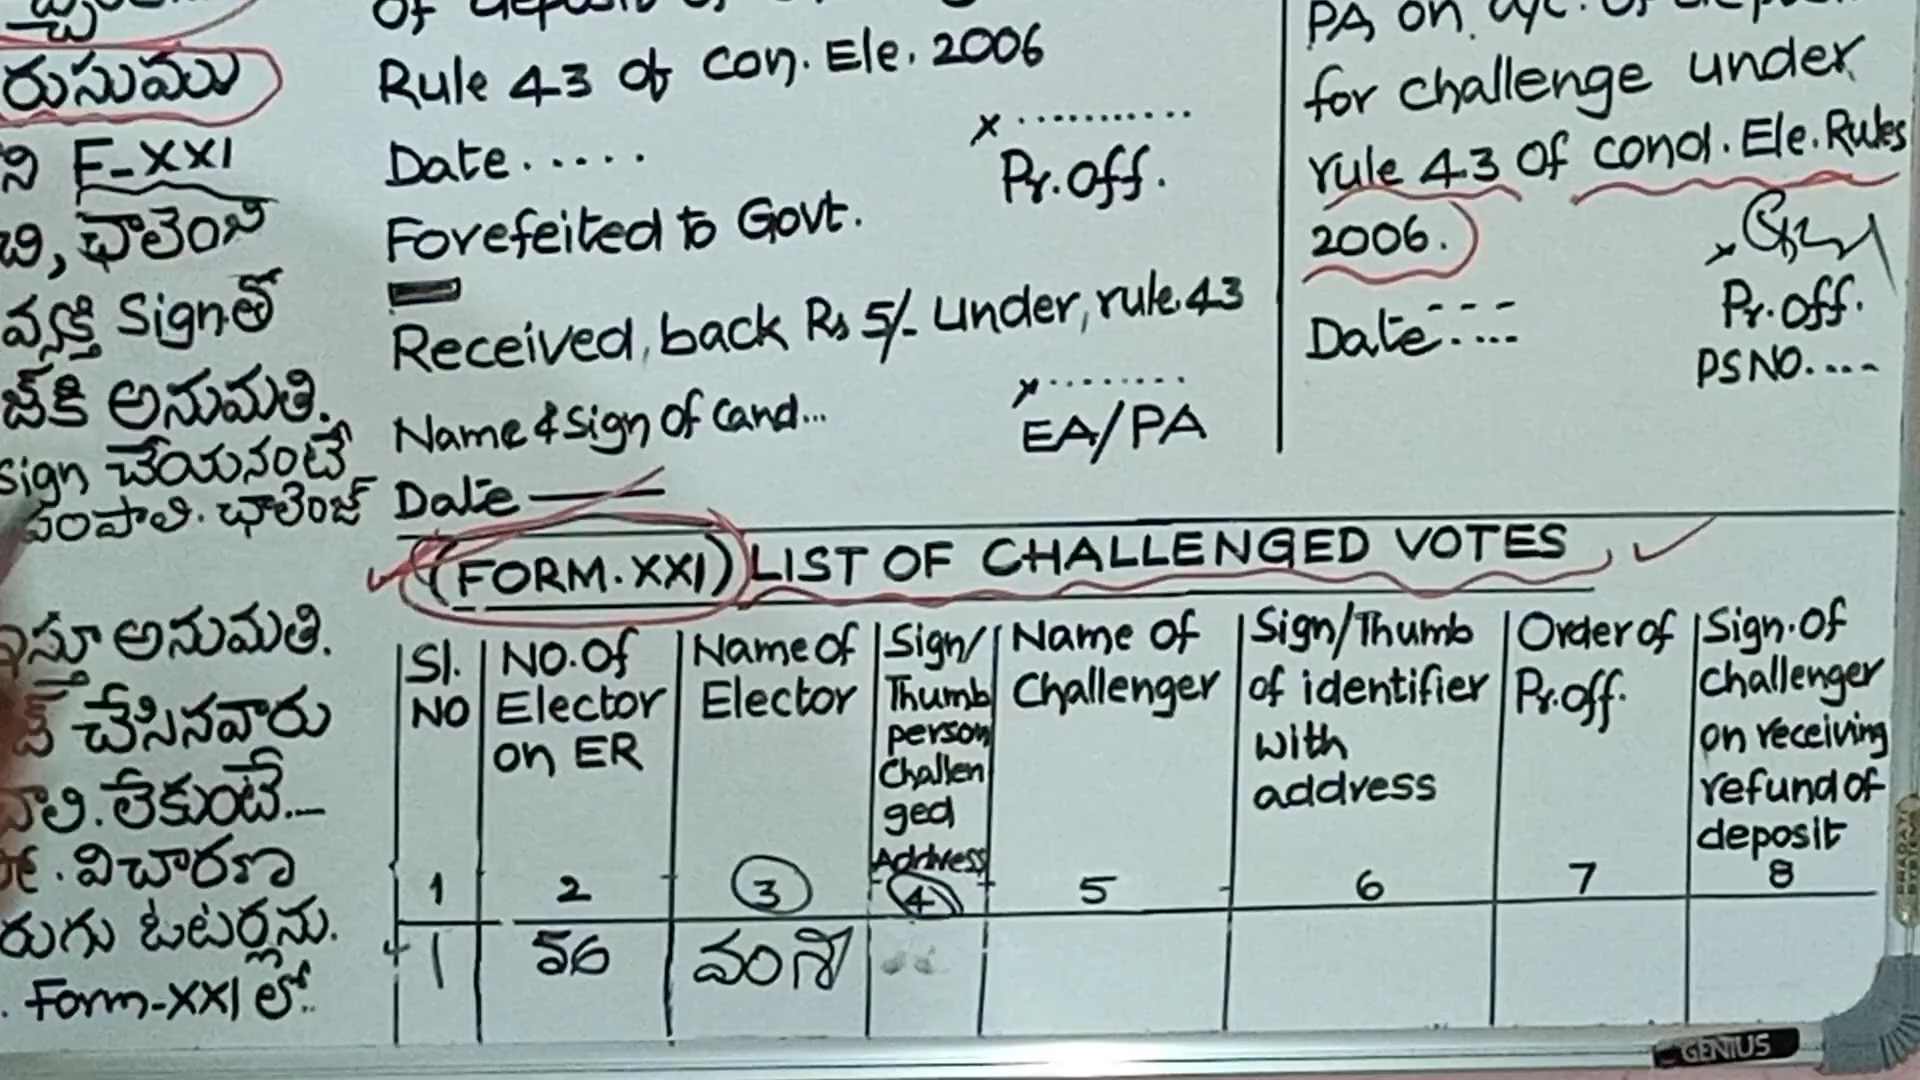 రుసుము
ని F-XXI
చి, ఛాలెంజి
వ్యక్తి Signతో
జ్‌కి అనుమతి.
sign చేయనంటే
పంపాలి. ఛాలెంజ్
అనుమతి.
చేసినవారు
వాలి. లేకుంటే...
విచారణ
రుగు ఓటర్లను.
. Form-XXI లో..
Rule 43 of Con. Ele. 2006
Date.....
x...........
Pr.Off.
Forefeited to Govt.
Received, back Rs 5/- Under, rule.43
Name & Sign of Cand...
x........
EA/PA
Date
PA on a/c. of
for challenge under
rule 43 of cond. Ele. Rules
2006.
x
Pr.Off.
Date.....
PS NO.....
(FORM.XXI) LIST OF CHALLENGED VOTES
Sl. NO
NO. Of Elector on ER
Name of Elector
Sign/ Thumb person Challenged Address
Name of Challenger
Sign/Thumb of identifier with address
Order of Pr.off.
Sign. of challenger on receiving refund of deposit
1 2 3 4 5 6 7 8
1 56 వంశీ
GENIUS